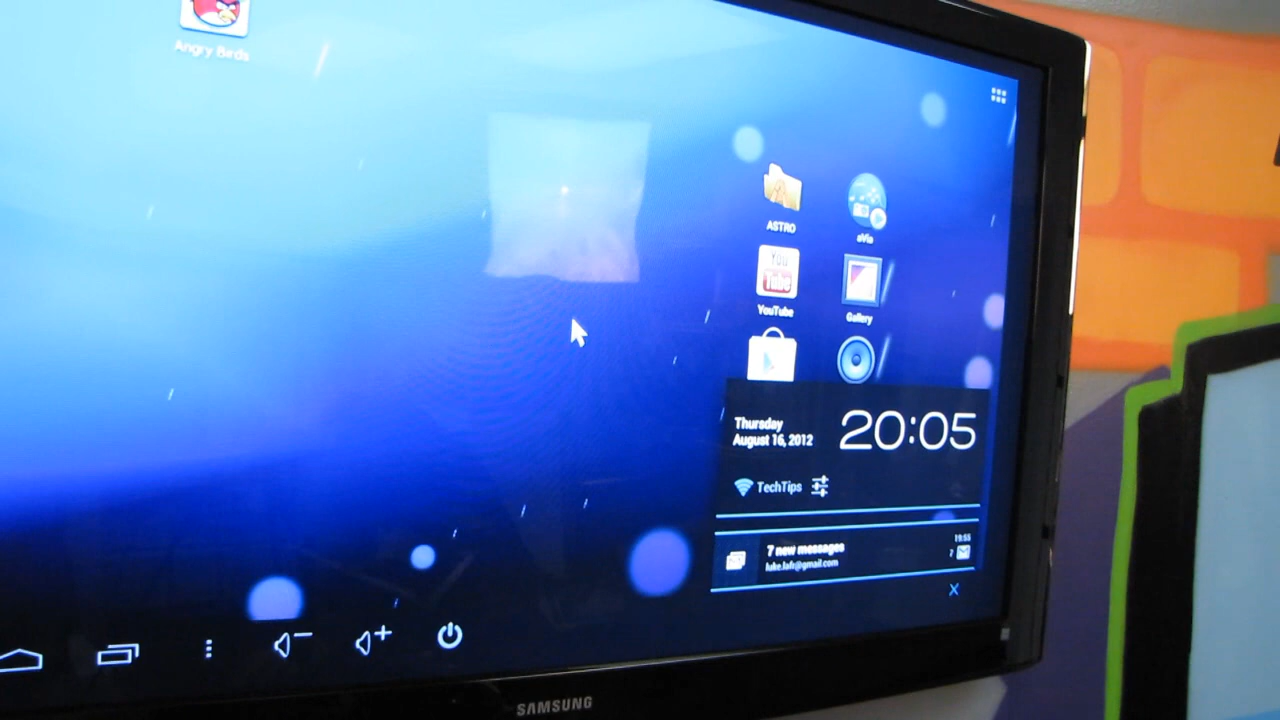 Angry Birds
ASTRO
aVia
You
Tube
YouTube
Gallery
Thursday
August 16, 2012
20:05
TechTips
7 new messages
19:55
luke.lafr@gmail.com
7
SAMSUNG